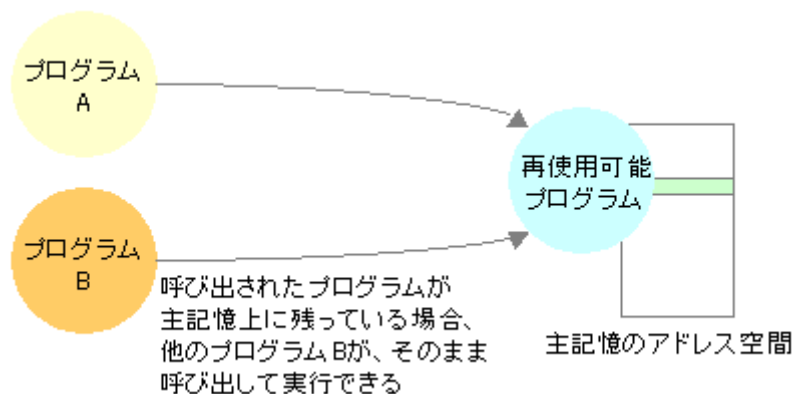 プログラム
A
再使用可能
プログラム
プログラム
B
呼び出されたプログラムが
主記憶上に残っている場合、
他のプログラムBが、そのまま
呼び出して実行できる
主記憶のアドレス空間